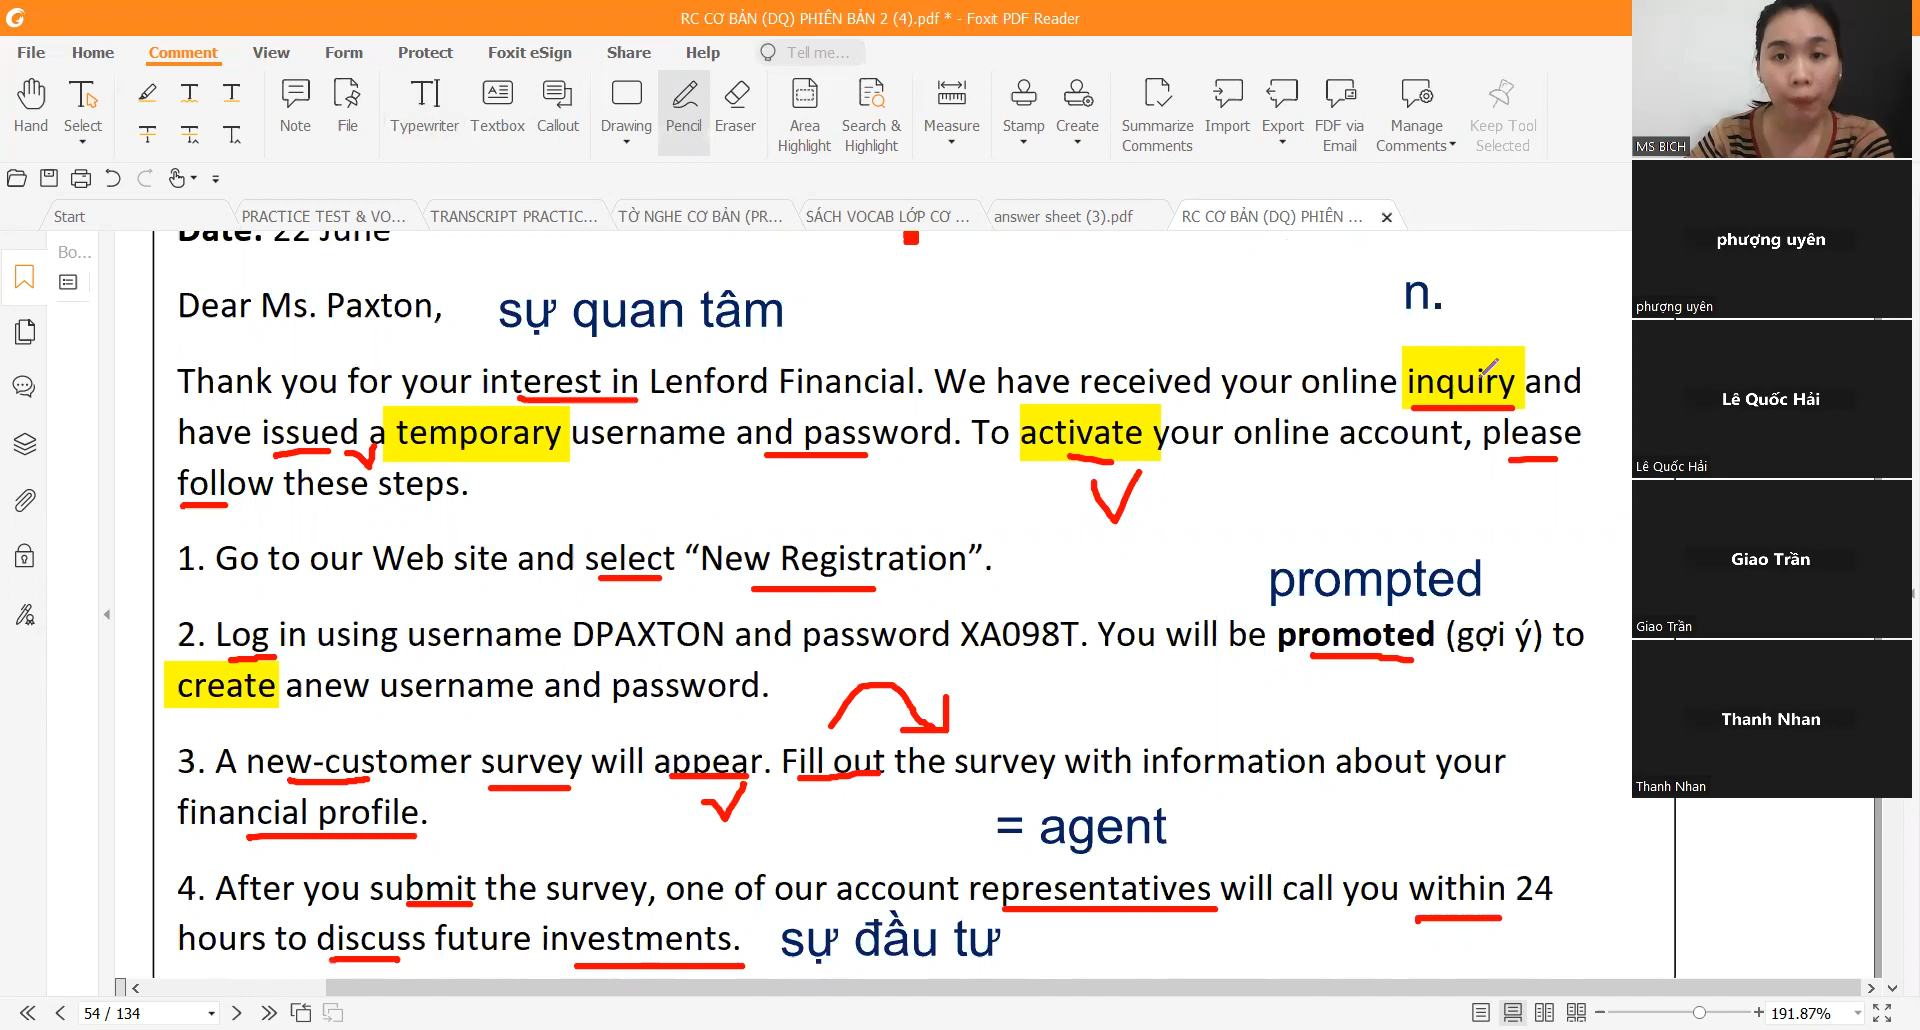 RC CƠ BẢN (DQ) PHIÊN BẢN 2 (4).pdf * - Foxit PDF Reader
File Home Comment View Form Protect Foxit eSign Share Help Tell me...
Hand Select Note File Typewriter Textbox Callout Drawing Pencil Eraser Area Highlight Search & Highlight Measure Stamp Create Summarize Comments Import Export FDF via Email Manage Comments Keep Tool Selected
Start PRACTICE TEST & VO... TRANSCRIPT PRACTIC... TỜ NGHE CƠ BẢN (PR... SÁCH VOCAB LỚP CƠ ... answer sheet (3).pdf RC CƠ BẢN (DQ) PHIÊN ...
Bo...
Date: 22 June
Dear Ms. Paxton, sự quan tâm n.
Thank you for your interest in Lenford Financial. We have received your online inquiry and
have issued a temporary username and password. To activate your online account, please
follow these steps.
1. Go to our Web site and select “New Registration”.
prompted
2. Log in using username DPAXTON and password XA098T. You will be promoted (gợi ý) to
create anew username and password.
3. A new-customer survey will appear. Fill out the survey with information about your
financial profile.
= agent
4. After you submit the survey, one of our account representatives will call you within 24
hours to discuss future investments. sự đầu tư
54 / 134
191.87%
MS BICH
phượng uyên
phượng uyên
Lê Quốc Hải
Lê Quốc Hải
Giao Trần
Giao Trần
Thanh Nhan
Thanh Nhan